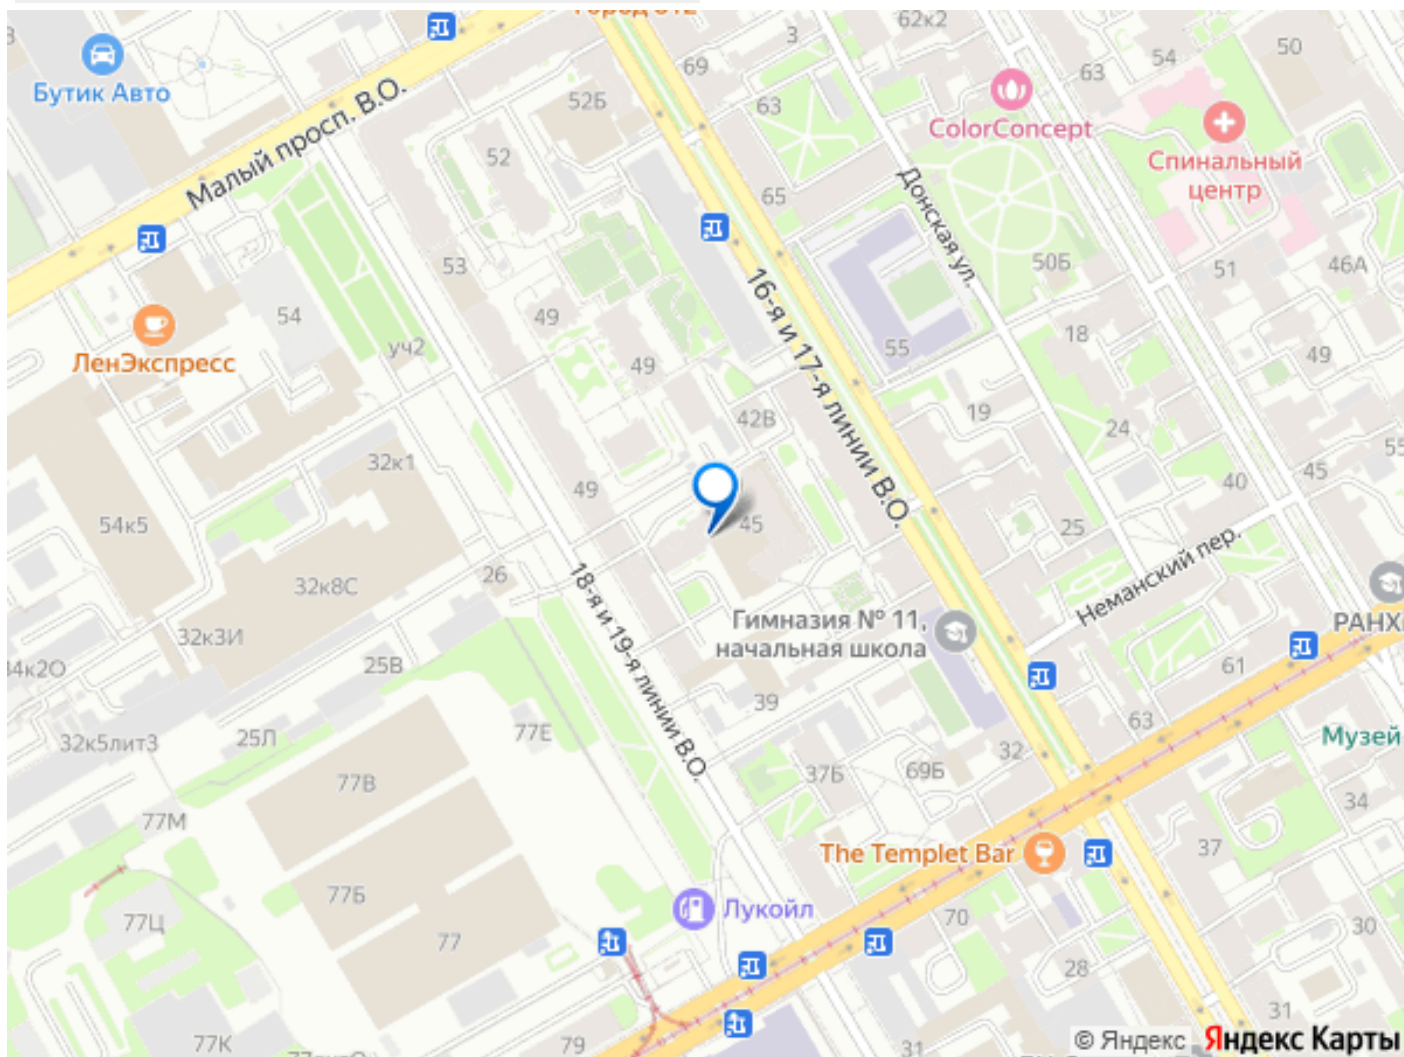 62к2
3
54
50
69
63
Бутик Авто
52Б
63
ColorConcept
Спинальный
центр
Малый просп. В.О.
52
65
Донская ул.
53
50Б
51
46А
16-я и 17-я линии В.О.
54
49
18
ЛенЭкспресс
уч2
49
55
49
42В
19
24
32к1
49
40
45
55
54к5
45
25
26
32к8С
18-я и 19-я линии В.О.
Неманский пер.
Гимназия № 11,
начальная школа
32к3И
25В
61
39
63
77Е
32к5лит3
25Л
32
Музей
37Б
69Б
77В
34
77М
37
The Templet Bar
77Б
77Ц
Лукойл
77
70
30
28
31
77К
79
31
© Яндекс
Яндекс Карты